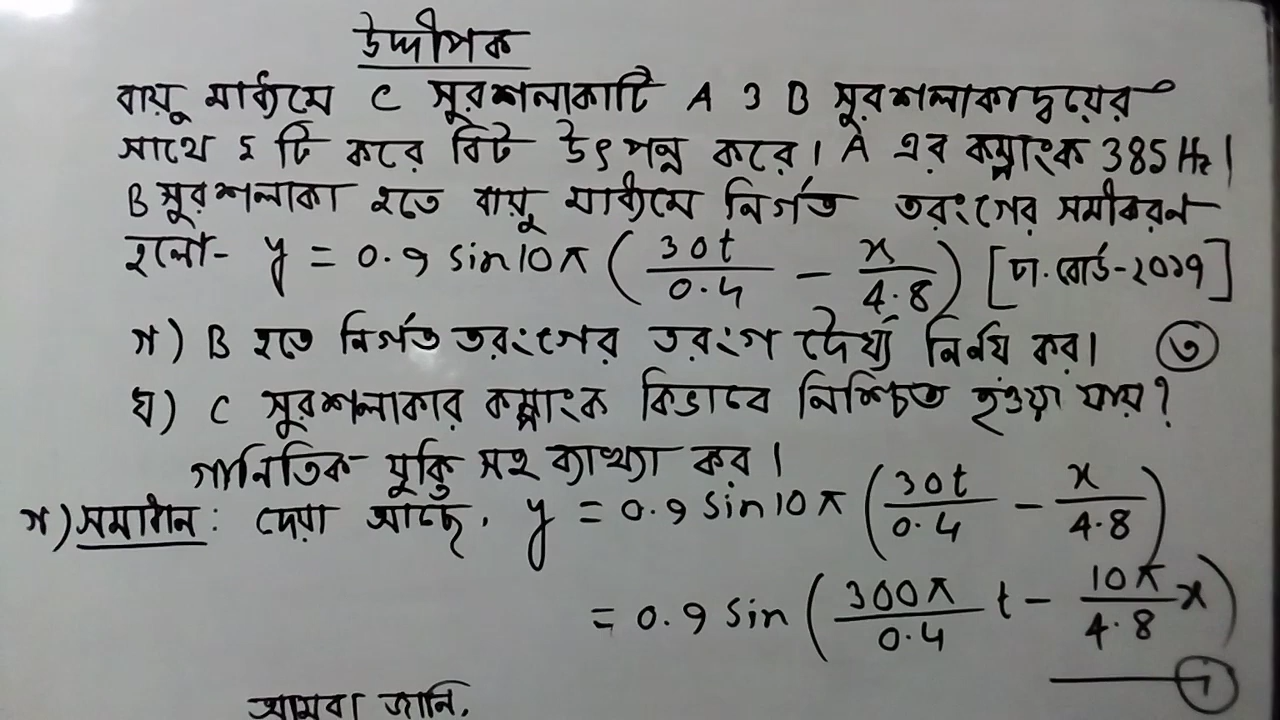 উদ্দীপক
বায়ু মাধ্যমে C সুরশলাকাটি A ও B সুরশলাকাদ্বয়ের
সাথে ৫ টি করে বিট উৎপন্ন করে। A এর কম্পাংক 385 Hz।
B সুরশলাকা হতে বায়ু মাধ্যমে নির্গত তরংগের সমীকরন
হলো- y = 0.9 sin10π (30t/0.4 − x/4.8) [ঢা. বোর্ড-২০১৭]
গ) B হতে নির্গত তরংগের তরংগ দৈর্ঘ্য নির্নয় কর। ৩
ঘ) C সুরশলাকার কম্পাংক কিভাবে নিশ্চিত হওয়া যায়?
গানিতিক যুক্তি সহ ব্যাখ্যা কর।
গ) সমাধান: দেয়া আছে, y = 0.9 sin10π (30t/0.4 − x/4.8)
= 0.9 sin (300π/0.4 t − 10π/4.8 x)
i
আমরা জানি,